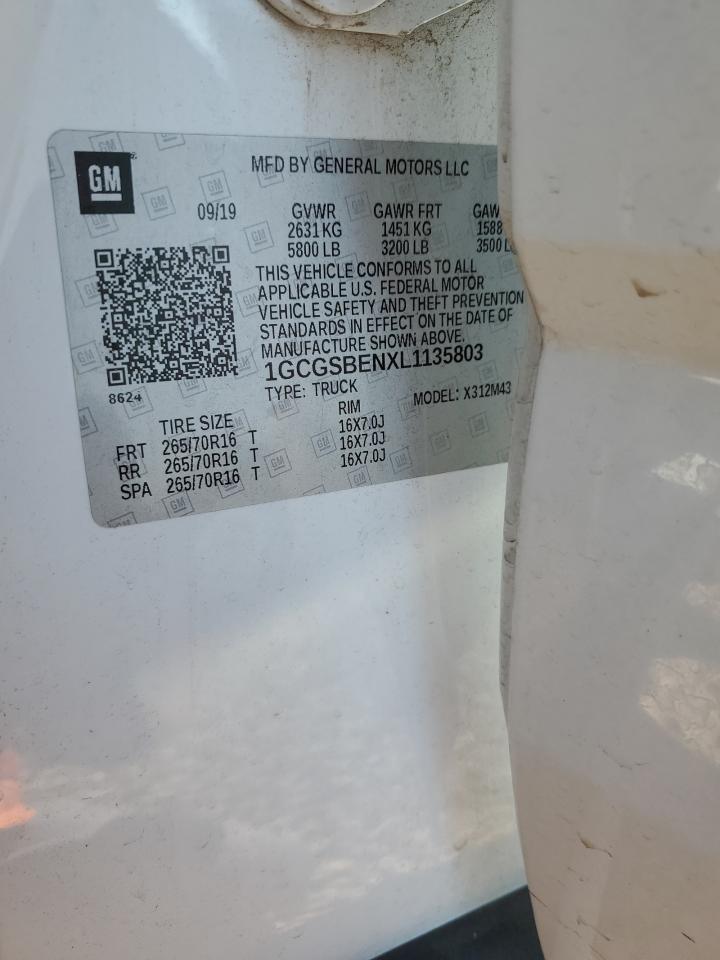 GM
MFD BY GENERAL MOTORS LLC
09/19 GVWR GAWR FRT
2631 KG 1451 KG 1588
5800 LB 3200 LB 3500
THIS VEHICLE CONFORMS TO ALL
APPLICABLE U.S. FEDERAL MOTOR
VEHICLE SAFETY AND THEFT PREVENTION
STANDARDS IN EFFECT ON THE DATE OF
MANUFACTURE SHOWN ABOVE.
1GCGSBENXL1135803
8624 TYPE: TRUCK MODEL: X312M43
TIRE SIZE RIM
FRT 265/70R16 T 16X7.0J
RR 265/70R16 T 16X7.0J
SPA 265/70R16 T 16X7.0J